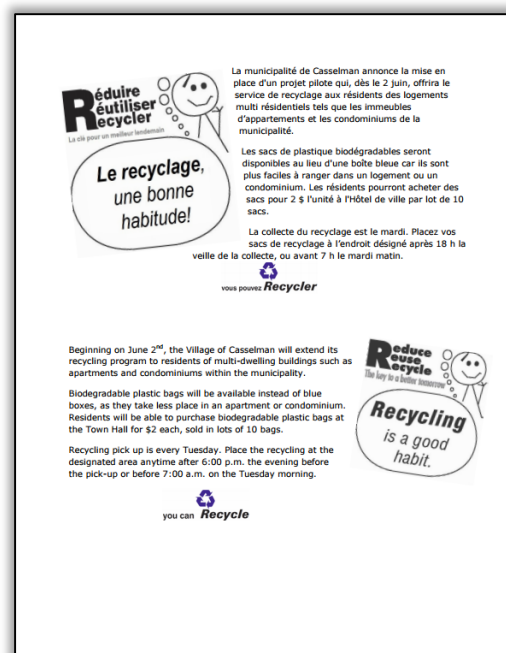 Réduire
Réutiliser
Recycler
La clé pour un meilleur lendemain
Le recyclage,
une bonne
habitude!
La municipalité de Casselman annonce la mise en
place d'un projet pilote qui, dès le 2 juin, offrira le
service de recyclage aux résidents des logements
multi résidentiels tels que les immeubles
d'appartements et les condominiums de la
municipalité.
Les sacs de plastique biodégradables seront
disponibles au lieu d'une boîte bleue car ils sont
plus faciles à ranger dans un logement ou un
condominium. Les résidents pourront acheter des
sacs pour 2 $ l'unité à l'Hôtel de ville par lot de 10
sacs.
La collecte du recyclage est le mardi. Placez vos
sacs de recyclage à l'endroit désigné après 18 h la
veille de la collecte, ou avant 7 h le mardi matin.
vous pouvez Recycler
Beginning on June 2nd, the Village of Casselman will extend its
recycling program to residents of multi-dwelling buildings such as
apartments and condominiums within the municipality.
Biodegradable plastic bags will be available instead of blue
boxes, as they take less place in an apartment or condominium.
Residents will be able to purchase biodegradable plastic bags at
the Town Hall for $2 each, sold in lots of 10 bags.
Recycling pick up is every Tuesday. Place the recycling at the
designated area anytime after 6:00 p.m. the evening before
the pick-up or before 7:00 a.m. on the Tuesday morning.
you can Recycle
Reduce
Reuse
Recycle
The key to a better tomorrow
Recycling
is a good
habit.